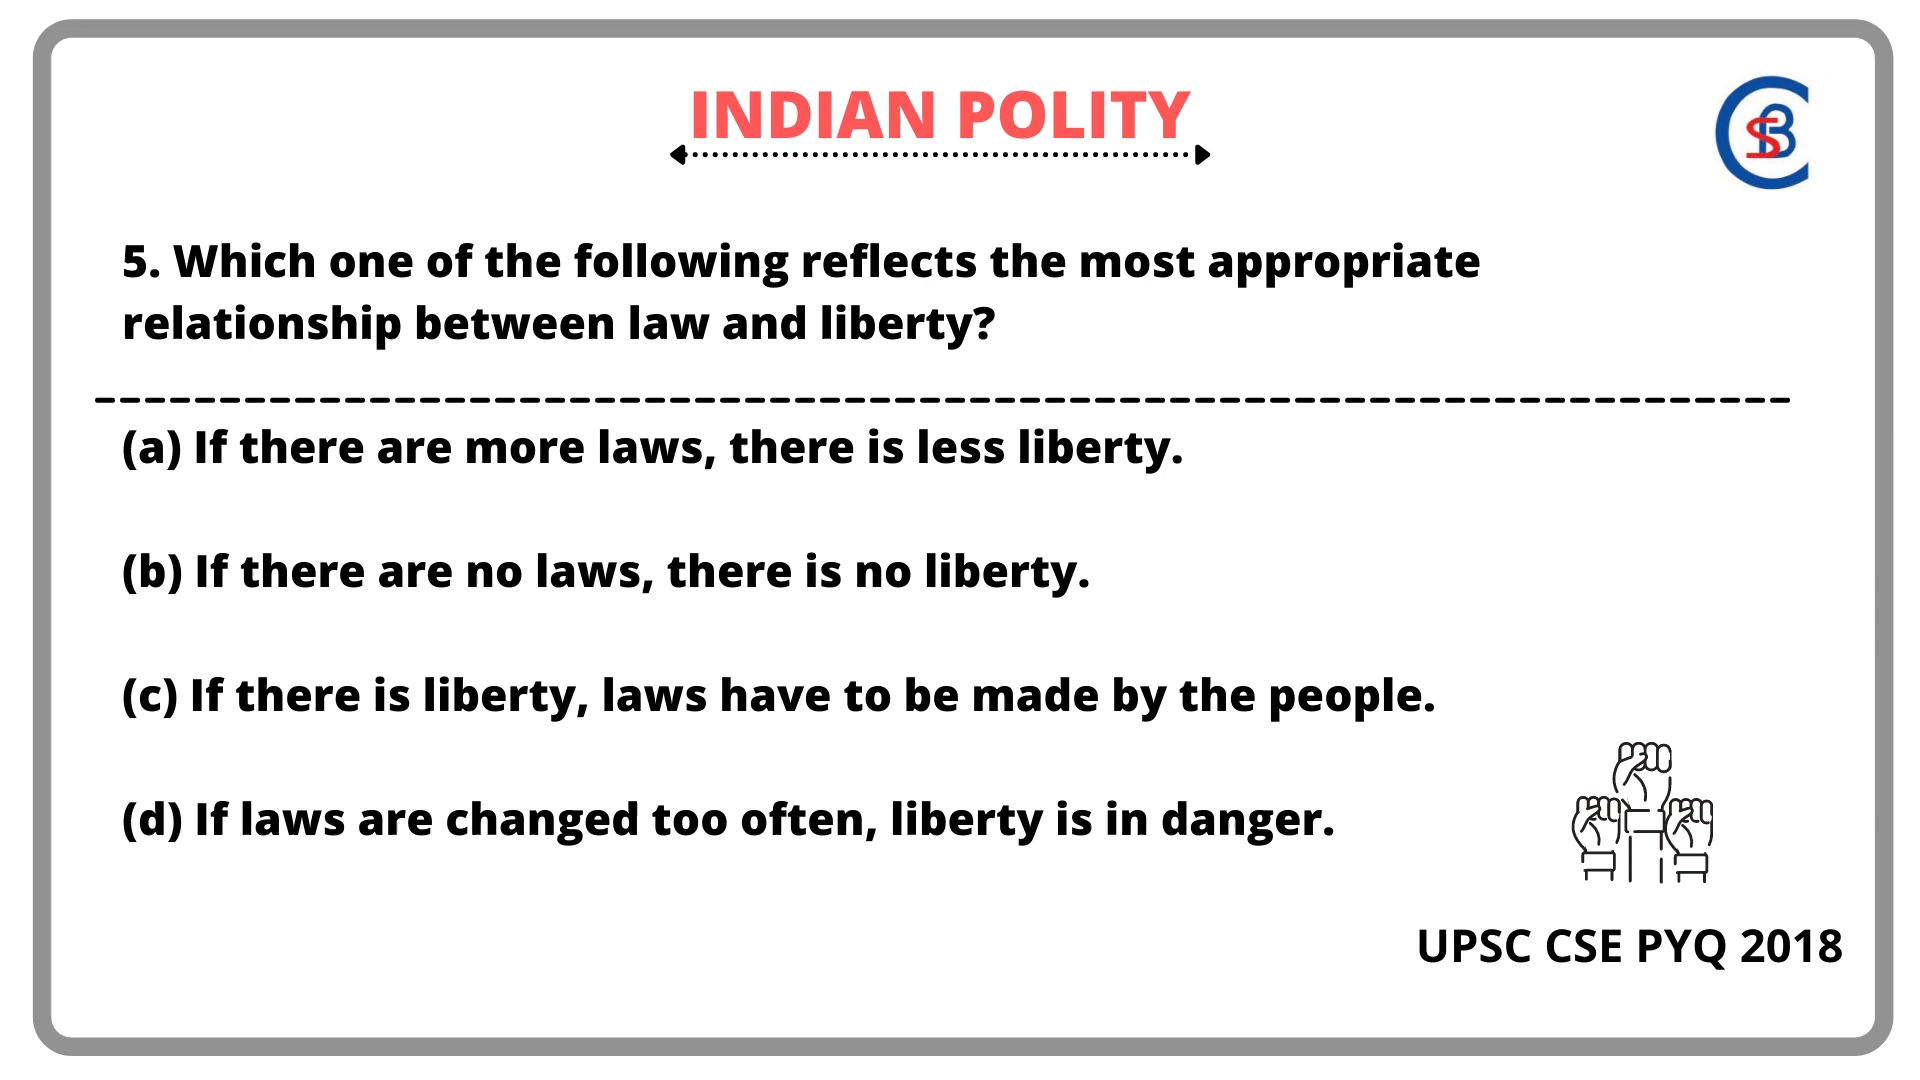 INDIAN POLITY
5. Which one of the following reflects the most appropriate
relationship between law and liberty?
(a) If there are more laws, there is less liberty.
(b) If there are no laws, there is no liberty.
(c) If there is liberty, laws have to be made by the people.
(d) If laws are changed too often, liberty is in danger.
UPSC CSE PYQ 2018